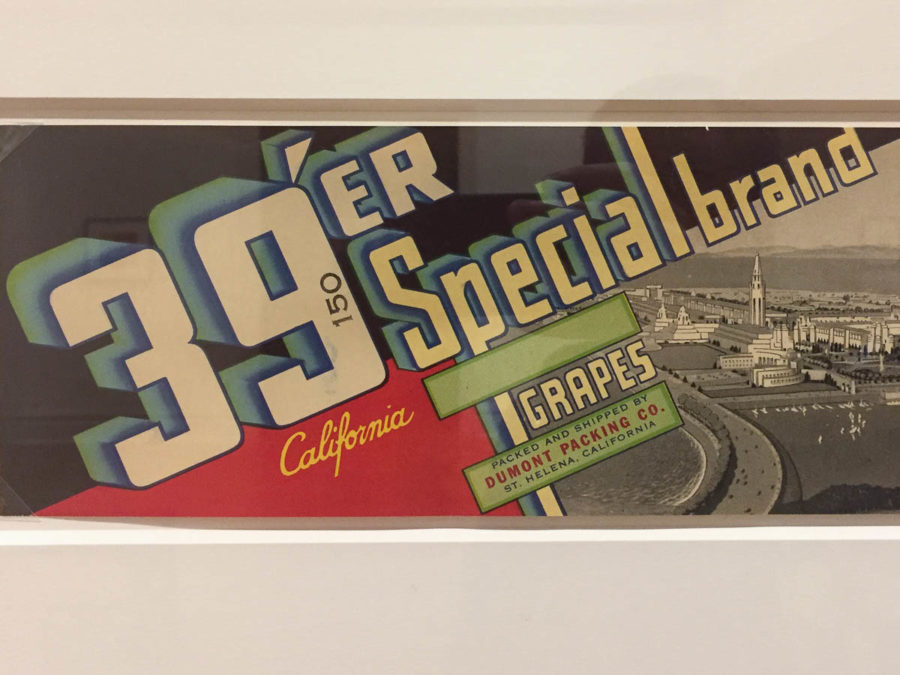 39'ER
150
Special brand
California
GRAPES
PACKED AND SHIPPED BY
DUMONT PACKING CO.
ST. HELENA, CALIFORNIA